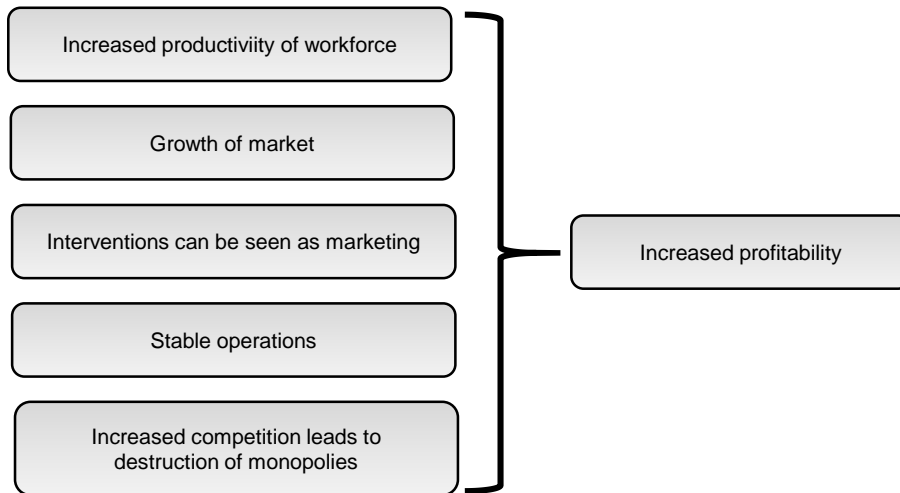 Increased productiviity of workforce
Growth of market
Interventions can be seen as marketing
Increased profitability
Stable operations
Increased competition leads to
destruction of monopolies